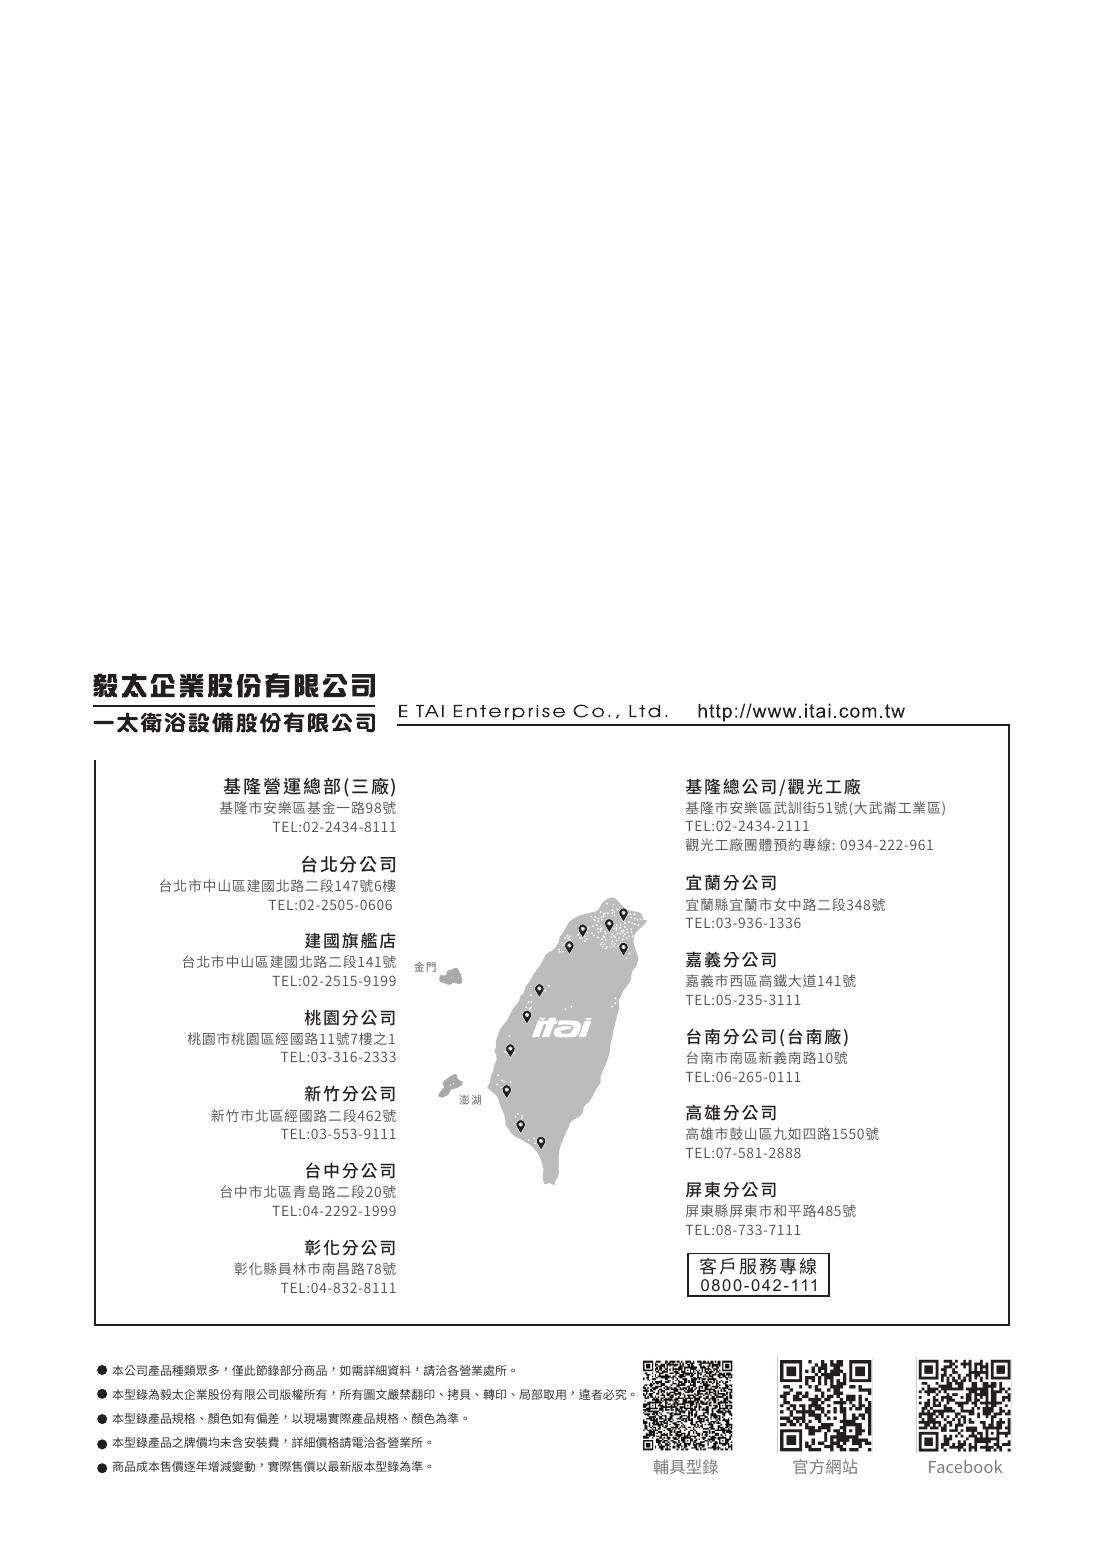 毅太企業股份有限公司
一太衛浴設備股份有限公司
E TAI Enterprise Co., Ltd. http://www.itai.com.tw
基隆營運總部(三廠)
基隆市安樂區基金一路98號
TEL:02-2434-8111
台北分公司
台北市中山區建國北路二段147號6樓
TEL:02-2505-0606
建國旗艦店
台北市中山區建國北路二段141號
TEL:02-2515-9199
桃園分公司
桃園市桃園區經國路11號7樓之1
TEL:03-316-2333
新竹分公司
新竹市北區經國路二段462號
TEL:03-553-9111
台中分公司
台中市北區青島路二段20號
TEL:04-2292-1999
彰化分公司
彰化縣員林市南昌路78號
TEL:04-832-8111
金門
itai
澎湖
基隆總公司/觀光工廠
基隆市安樂區武訓街51號(大武崙工業區)
TEL:02-2434-2111
觀光工廠團體預約專線: 0934-222-961
宜蘭分公司
宜蘭縣宜蘭市女中路二段348號
TEL:03-936-1336
嘉義分公司
嘉義市西區高鐵大道141號
TEL:05-235-3111
台南分公司(台南廠)
台南市南區新義南路10號
TEL:06-265-0111
高雄分公司
高雄市鼓山區九如四路1550號
TEL:07-581-2888
屏東分公司
屏東縣屏東市和平路485號
TEL:08-733-7111
客戶服務專線
0800-042-111
● 本公司產品種類眾多，僅此節錄部分商品，如需詳細資料，請洽各營業處所。
● 本型錄為毅太企業股份有限公司版權所有，所有圖文嚴禁翻印、拷貝、轉印、局部取用，違者必究。
● 本型錄產品規格、顏色如有偏差，以現場實際產品規格、顏色為準。
● 本型錄產品之牌價均未含安裝費，詳細價格請電洽各營業所。
● 商品成本售價逐年增減變動，實際售價以最新版本型錄為準。
輔具型錄
官方網站
Facebook